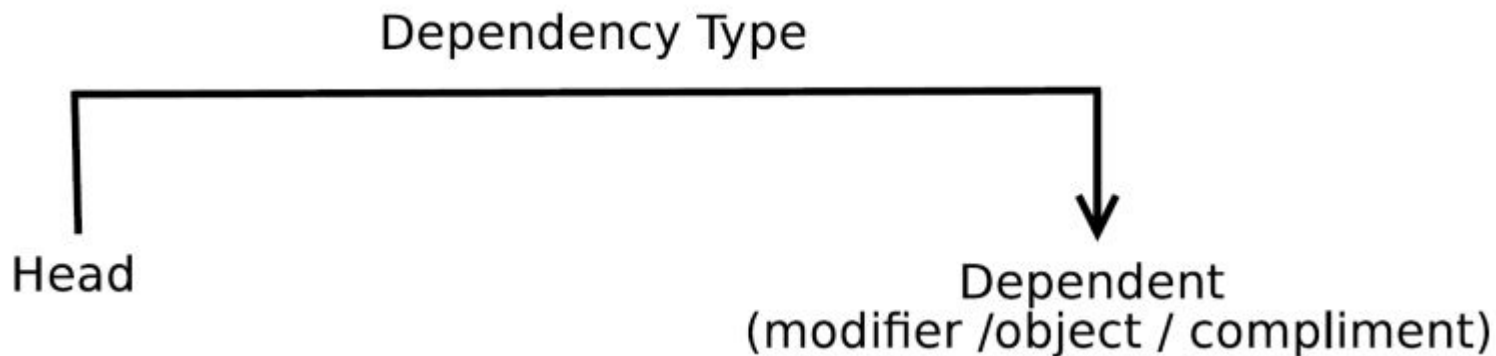 Dependency Type
Head
Dependent
(modifier /object / compliment)